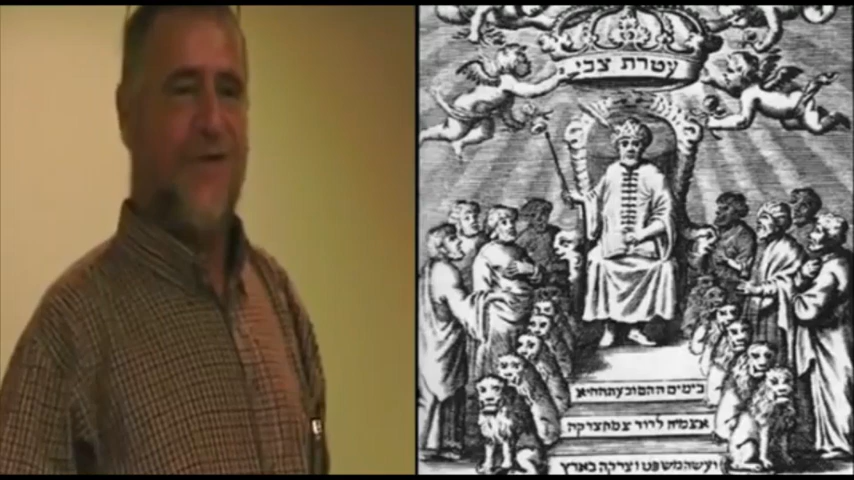 עטרת צבי
בימים ההם ובעת ההיא
אצמיח לדוד צמח צדקה
ועשה משפט וצדקה בארץ